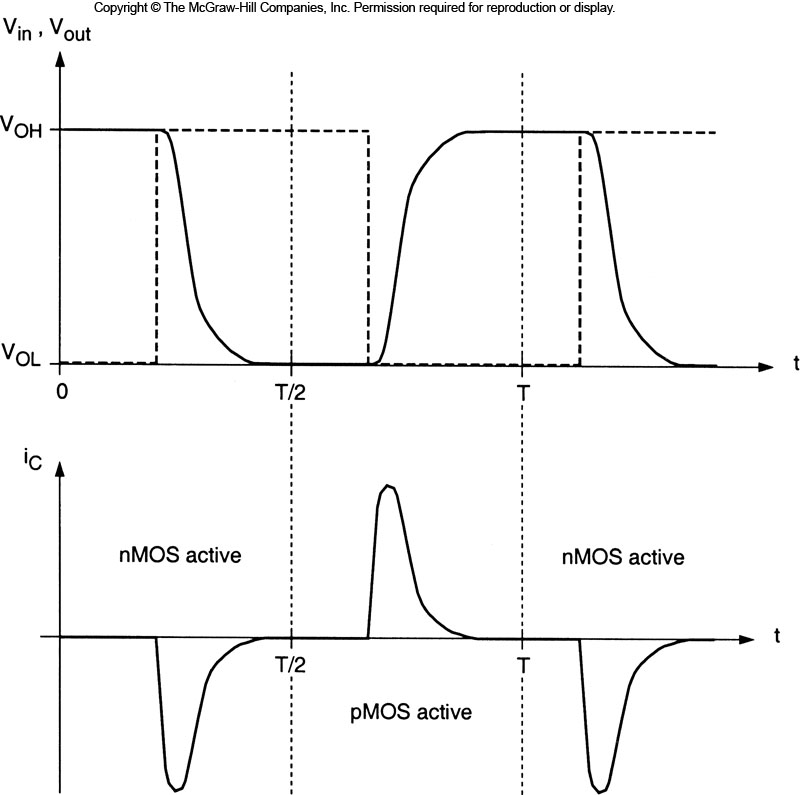 Copyright © The McGraw-Hill Companies, Inc. Permission required for reproduction or display.
Vin , Vout
VOH
VOL
t
0
T/2
T
iC
nMOS active
nMOS active
t
T/2
T
pMOS active